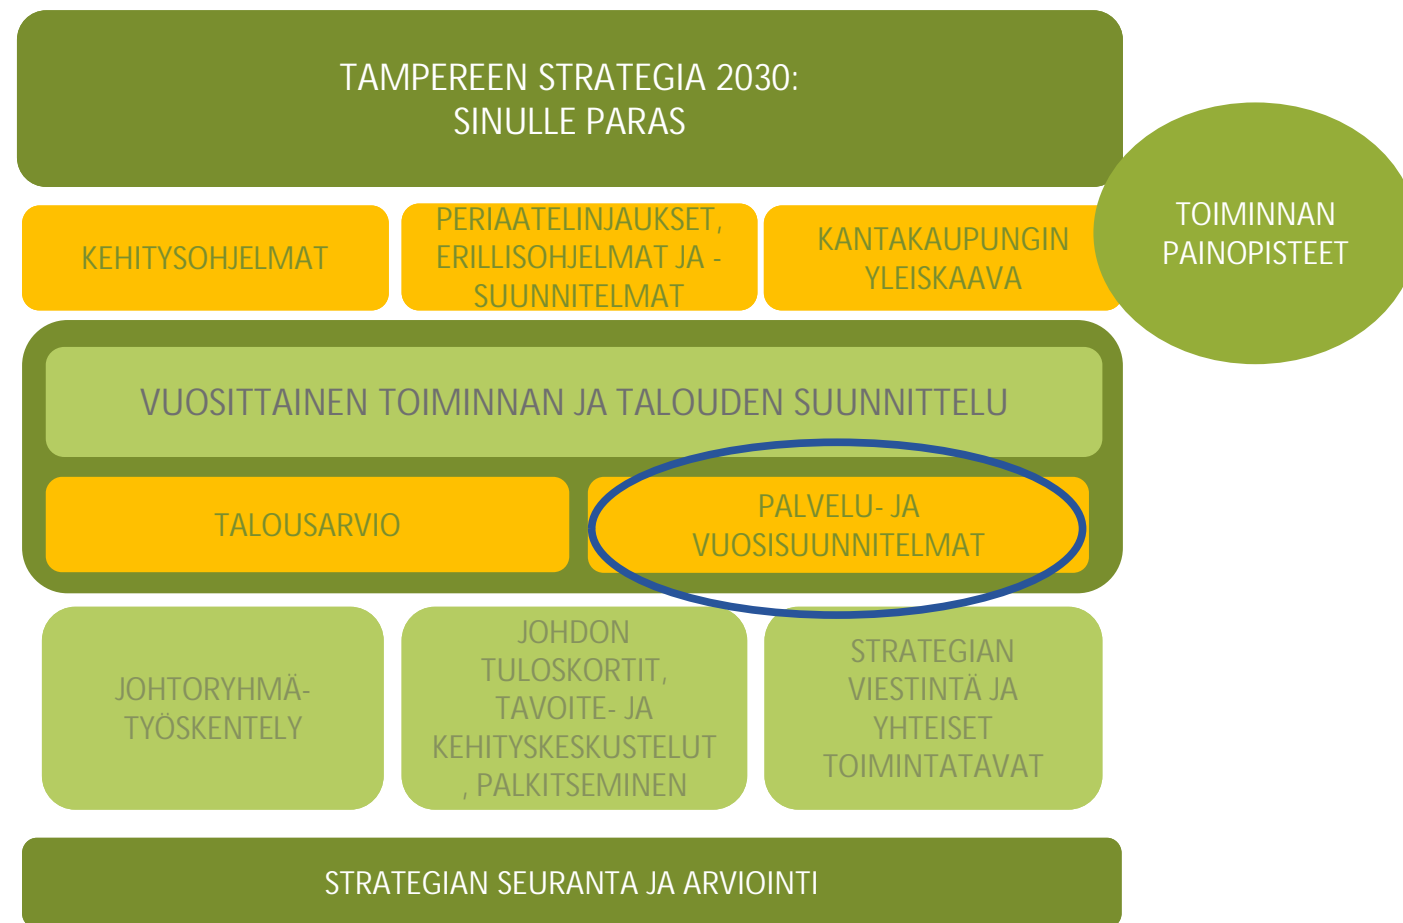 TAMPEREEN STRATEGIA 2030:
SINULLE PARAS
TOIMINNAN
PAINOPISTEET
KEHITYSOHJELMAT
PERIAATELINJAUKSET,
ERILLISOHJELMAT JA -
SUUNNITELMAT
KANTAKAUPUNGIN
YLEISKAAVA
VUOSITTAINEN TOIMINNAN JA TALOUDEN SUUNNITTELU
TALOUSARVIO
PALVELU- JA
VUOSISUUNNITELMAT
JOHTORYHMÄ-
TYÖSKENTELY
JOHDON
TULOSKORTIT,
TAVOITE- JA
KEHITYSKESKUSTELUT
, PALKITSEMINEN
STRATEGIAN
VIESTINTÄ JA
YHTEISET
TOIMINTATAVAT
STRATEGIAN SEURANTA JA ARVIOINTI